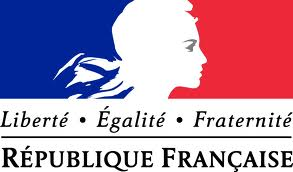 Liberté • Égalité • Fraternité
RÉPUBLIQUE FRANÇAISE